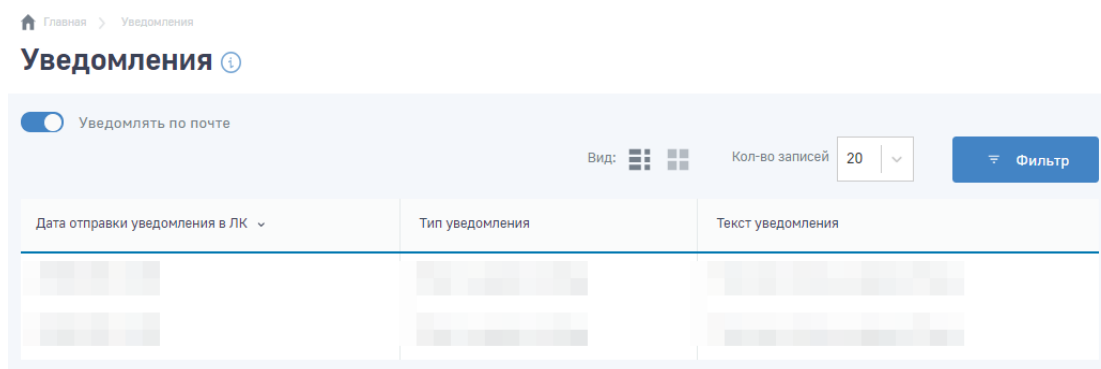 Главная > Уведомления
Уведомления
Уведомлять по почте
Вид:
Кол-во записей 20
Фильтр
Дата отправки уведомления в ЛК
Тип уведомления
Текст уведомления